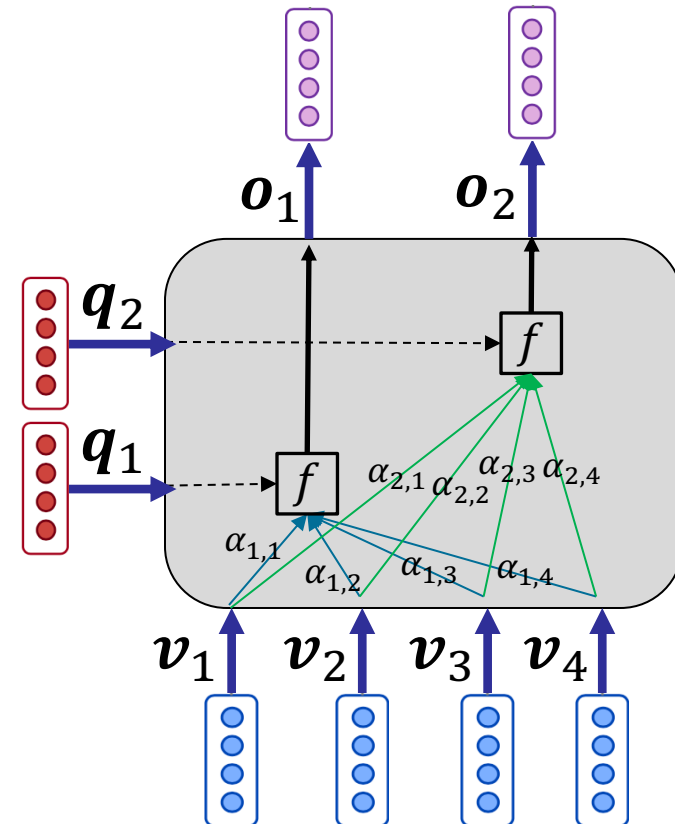 o₁ o₂
q₂
f
q₁
f
α₂,₁ α₂,₂ α₂,₃ α₂,₄
α₁,₁ α₁,₂ α₁,₃ α₁,₄
v₁ v₂ v₃ v₄